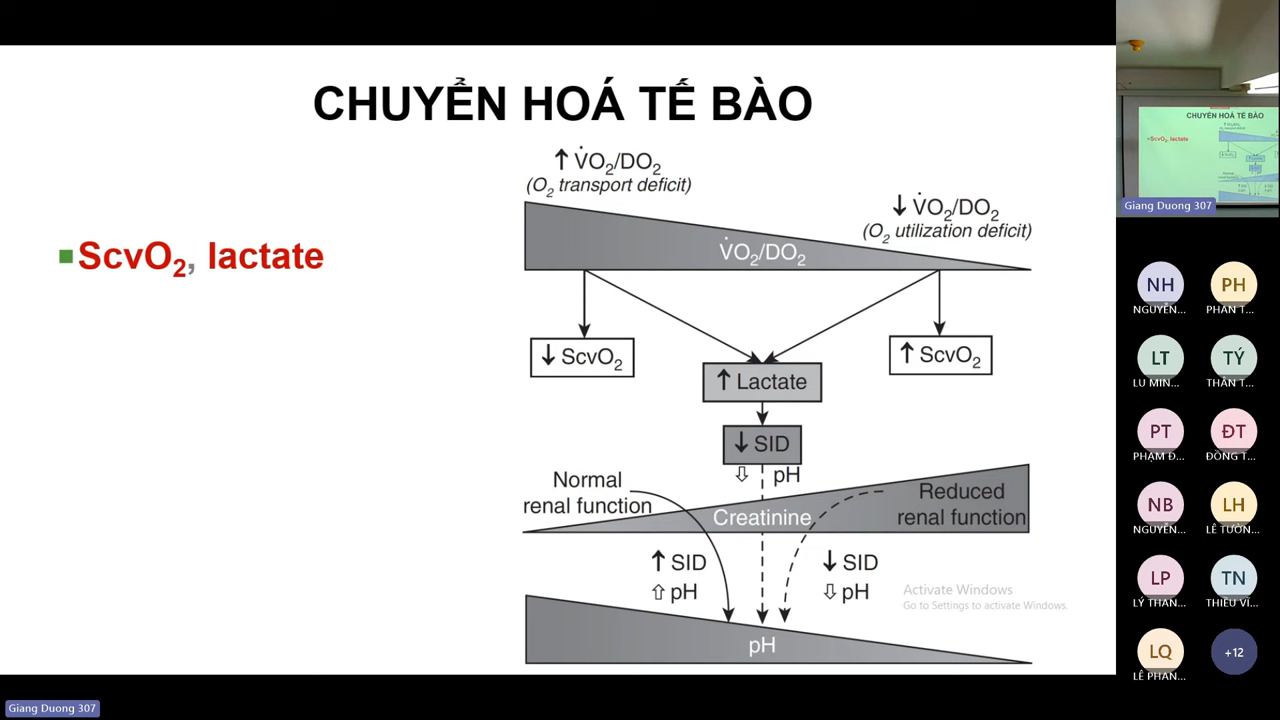 CHUYỂN HOÁ TẾ BÀO
■ScvO₂, lactate
↑ V̇O₂/DO₂
(O₂ transport deficit)
↓ V̇O₂/DO₂
(O₂ utilization deficit)
V̇O₂/DO₂
↓ ScvO₂
↑ ScvO₂
↑ Lactate
↓ SID
⇩ pH
Normal
renal function
Reduced
renal function
Creatinine
↑ SID
⇧ pH
↓ SID
⇩ pH
pH
Activate Windows
Go to Settings to activate Windows.
CHUYỂN HOÁ TẾ BÀO
ScvO₂, lactate
Giang Duong 307
NH
NGUYỄN...
PH
PHAN T...
LT
LU MIN...
TÝ
THÂN T...
PT
PHẠM Đ...
ĐT
ĐỒNG T...
NB
NGUYỄN...
LH
LÊ TƯỜN...
LP
LÝ THAN...
TN
THIỀU VĨ...
LQ
LÊ PHAN...
+12
Giang Duong 307